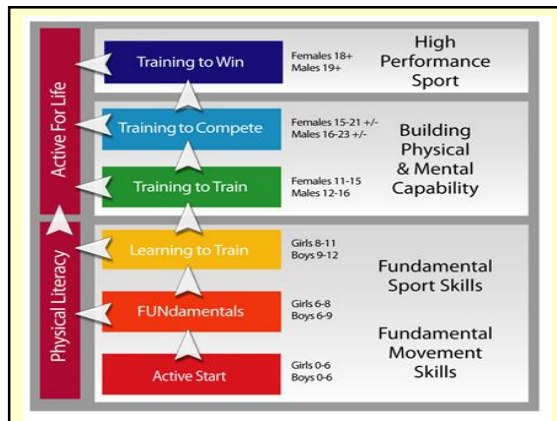 Active For Life
Physical Literacy
Training to Win
Females 18+
Males 19+
High
Performance
Sport
Training to Compete
Females 15-21 +/-
Males 16-23 +/-
Building
Physical
& Mental
Capability
Training to Train
Females 11-15
Males 12-16
Learning to Train
Girls 8-11
Boys 9-12
Fundamental
Sport Skills
FUNdamentals
Girls 6-8
Boys 6-9
Fundamental
Movement
Skills
Active Start
Girls 0-6
Boys 0-6